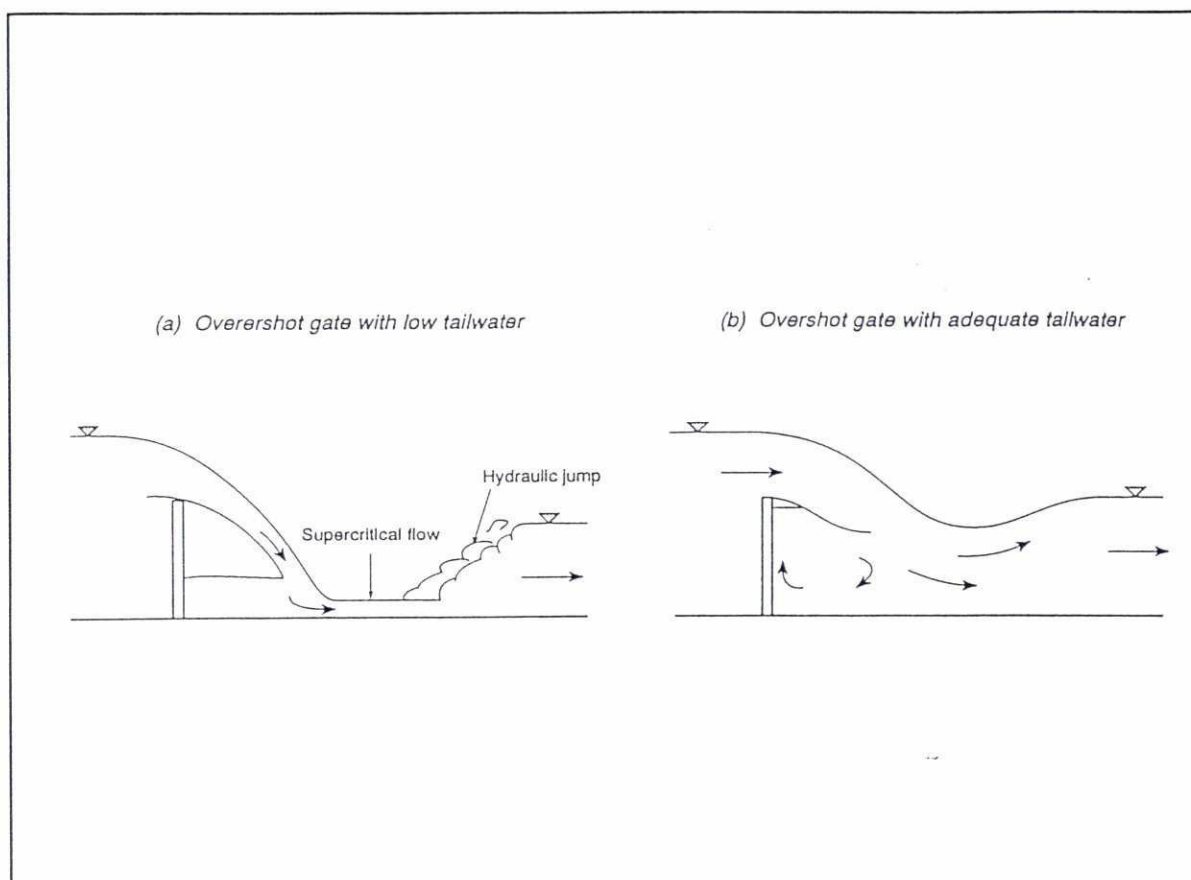 (a) Overershot gate with low tailwater
(b) Overshot gate with adequate tailwater
Hydraulic jump
Supercritical flow